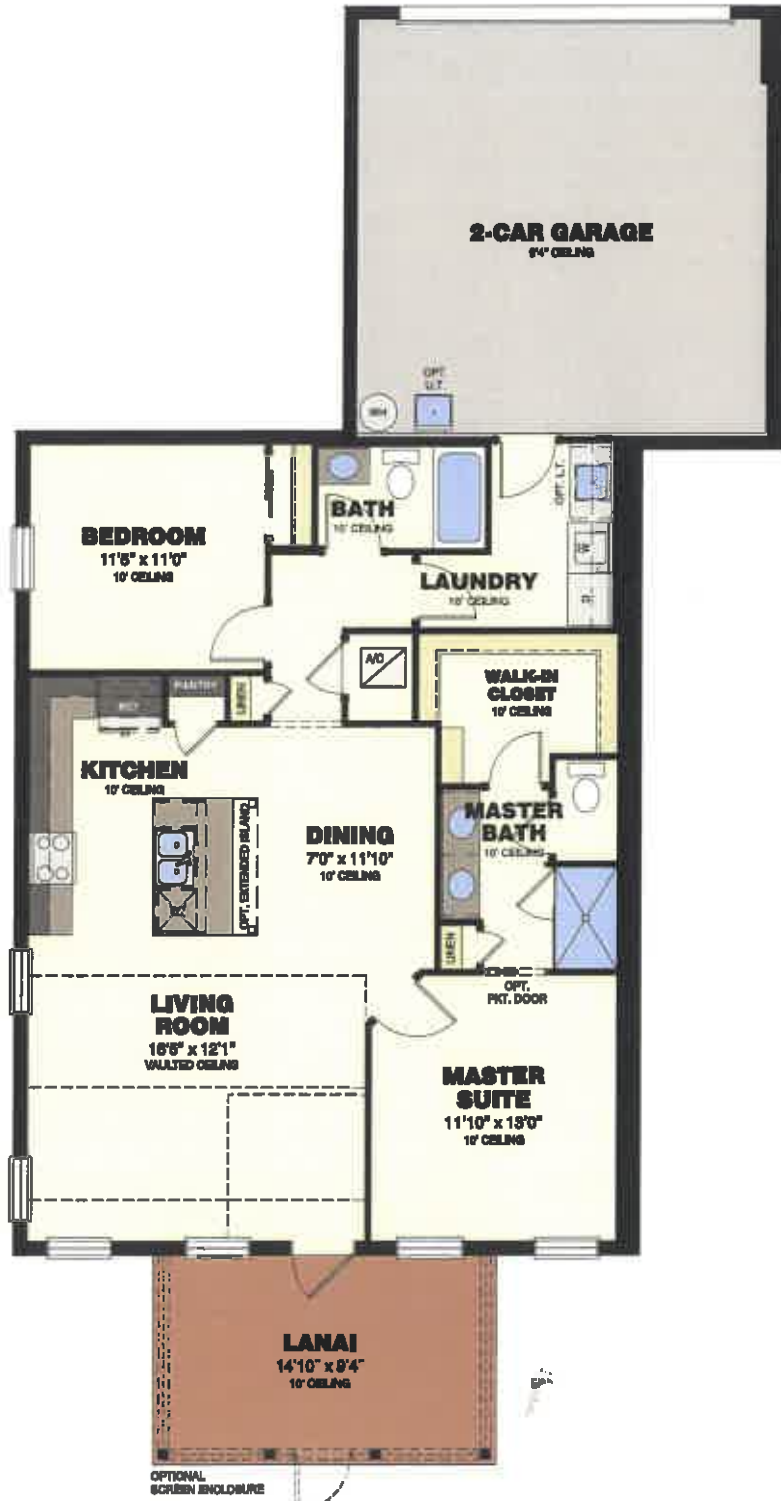 2-CAR GARAGE
9'4" CEILING
OPT
U.T
WH
BEDROOM
11'5" x 11'0"
10' CEILING
BATH
10' CEILING
OPT. L.T.
W
D
LAUNDRY
10' CEILING
A/C
WALK-IN
CLOSET
10' CEILING
REF
PANTRY
LINEN
KITCHEN
10' CEILING
DINING
7'0" x 11'10"
10' CEILING
OPT. EXTENDED ISLAND
MASTER
BATH
10' CEILING
LINEN
OPT.
PKT. DOOR
LIVING
ROOM
16'5" x 12'1"
VAULTED CEILING
MASTER
SUITE
11'10" x 13'0"
10' CEILING
LANAI
14'10" x 9'4"
10' CEILING
OPTIONAL
SCREEN ENCLOSURE